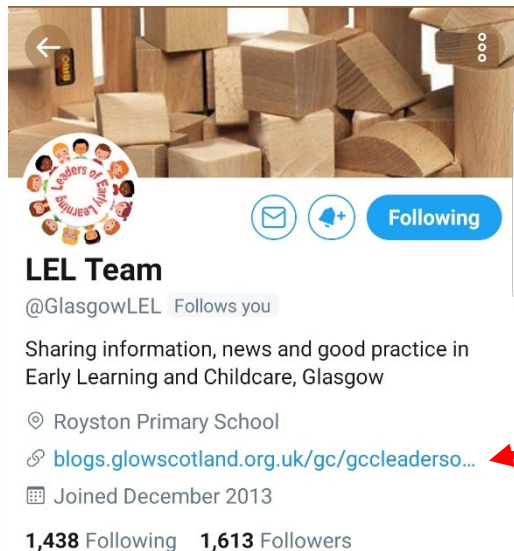 BRIO
Leaders of Early Learning
Following
LEL Team
@GlasgowLEL Follows you
Sharing information, news and good practice in
Early Learning and Childcare, Glasgow
Royston Primary School
blogs.glowscotland.org.uk/gc/gccleaderso...
Joined December 2013
1,438 Following 1,613 Followers